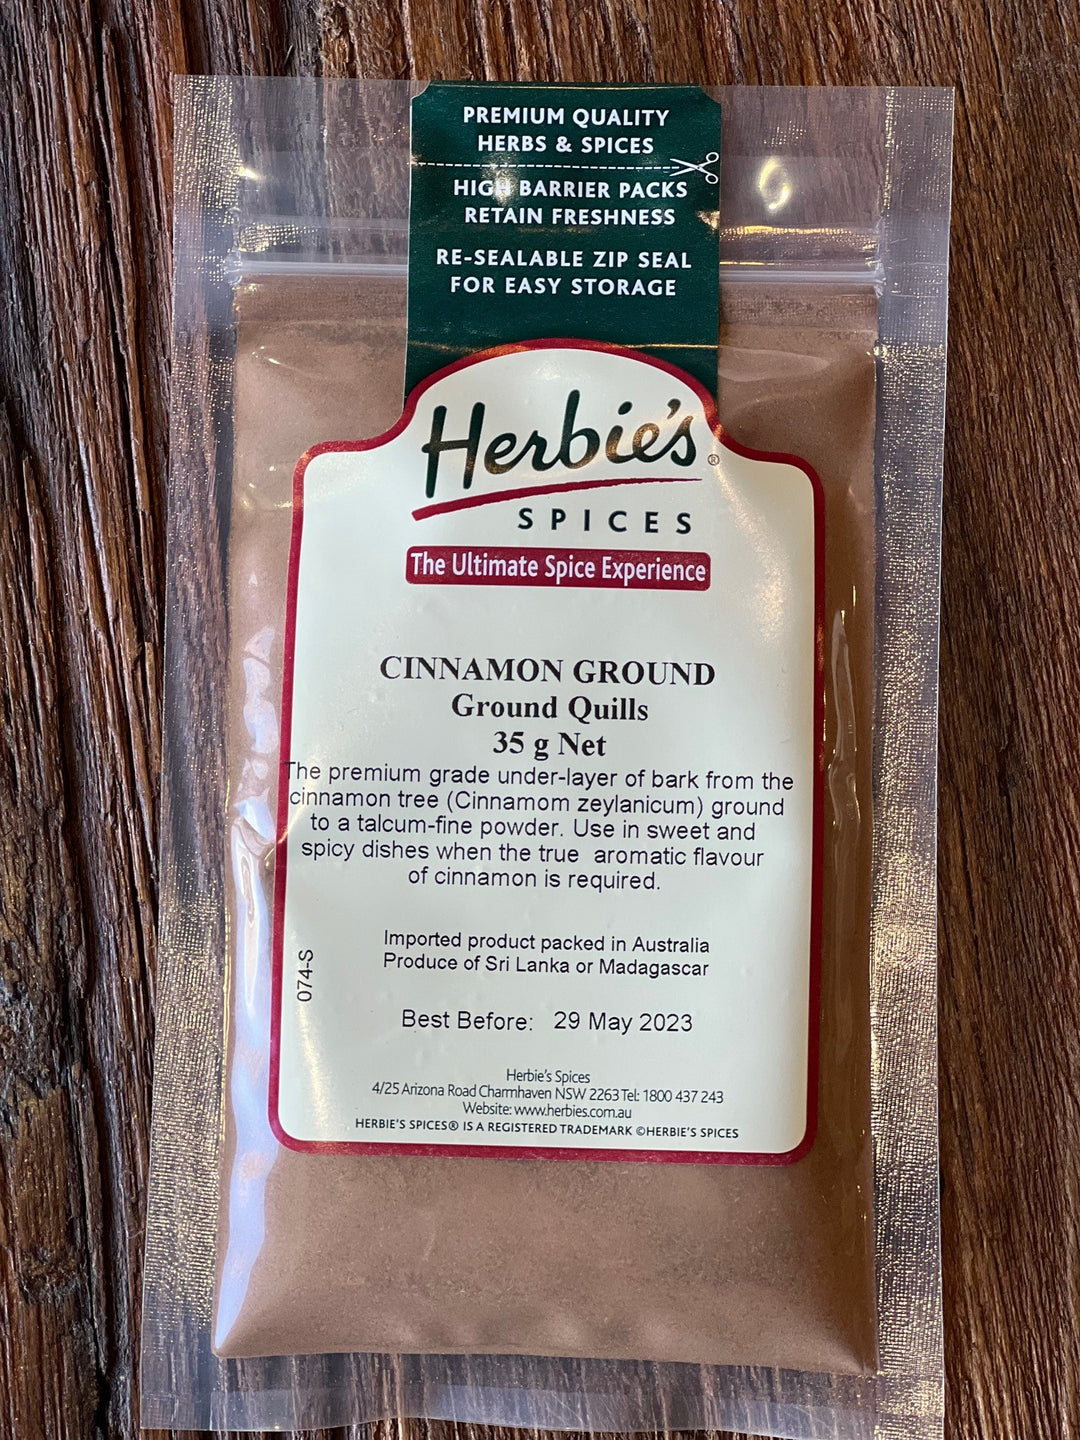 PREMIUM QUALITY
HERBS & SPICES
HIGH BARRIER PACKS
RETAIN FRESHNESS
RE-SEALABLE ZIP SEAL
FOR EASY STORAGE
Herbie's®
SPICES
The Ultimate Spice Experience
CINNAMON GROUND
Ground Quills
35 g Net
The premium grade under-layer of bark from the
cinnamon tree (Cinnamom zeylanicum) ground
to a talcum-fine powder. Use in sweet and
spicy dishes when the true aromatic flavour
of cinnamon is required.
Imported product packed in Australia
Produce of Sri Lanka or Madagascar
074-S
Best Before: 29 May 2023
Herbie's Spices
4/25 Arizona Road Charmhaven NSW 2263 Tel: 1800 437 243
Website: www.herbies.com.au
HERBIE'S SPICES® IS A REGISTERED TRADEMARK ©HERBIE'S SPICES